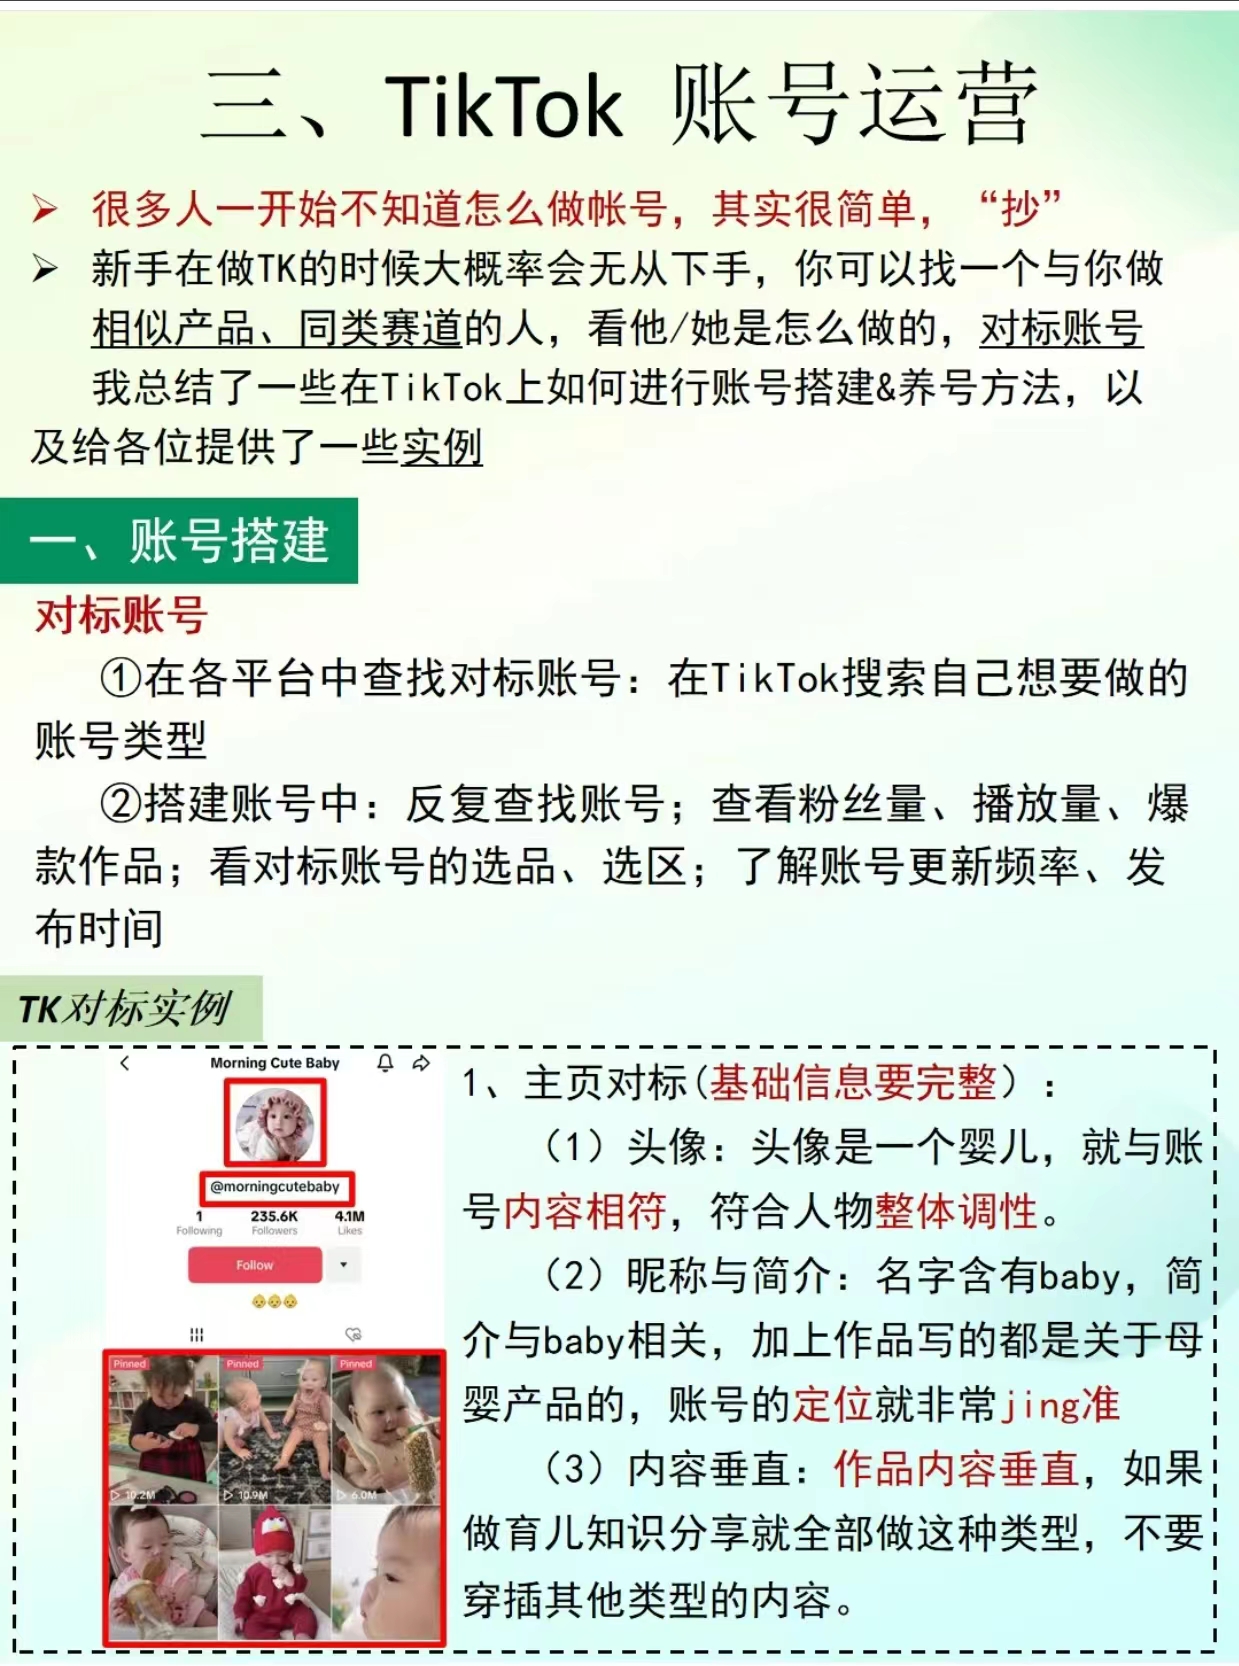 三、TikTok 账号运营
➢ 很多人一开始不知道怎么做帐号，其实很简单，“抄”
➢ 新手在做TK的时候大概率会无从下手，你可以找一个与你做
相似产品、同类赛道的人，看他/她是怎么做的，对标账号
我总结了一些在TikTok上如何进行账号搭建&养号方法，以
及给各位提供了一些实例
一、账号搭建
对标账号
①在各平台中查找对标账号：在TikTok搜索自己想要做的
账号类型
②搭建账号中：反复查找账号；查看粉丝量、播放量、爆
款作品；看对标账号的选品、选区；了解账号更新频率、发
布时间
TK对标实例
Morning Cute Baby
@morningcutebaby
1 235.6K 4.1M
Following Followers Likes
Follow
Pinned Pinned Pinned
10.2M 10.9M 6.0M
1、主页对标(基础信息要完整）：
（1）头像：头像是一个婴儿，就与账
号内容相符，符合人物整体调性。
（2）昵称与简介：名字含有baby，简
介与baby相关，加上作品写的都是关于母
婴产品的，账号的定位就非常jing准
（3）内容垂直：作品内容垂直，如果
做育儿知识分享就全部做这种类型，不要
穿插其他类型的内容。